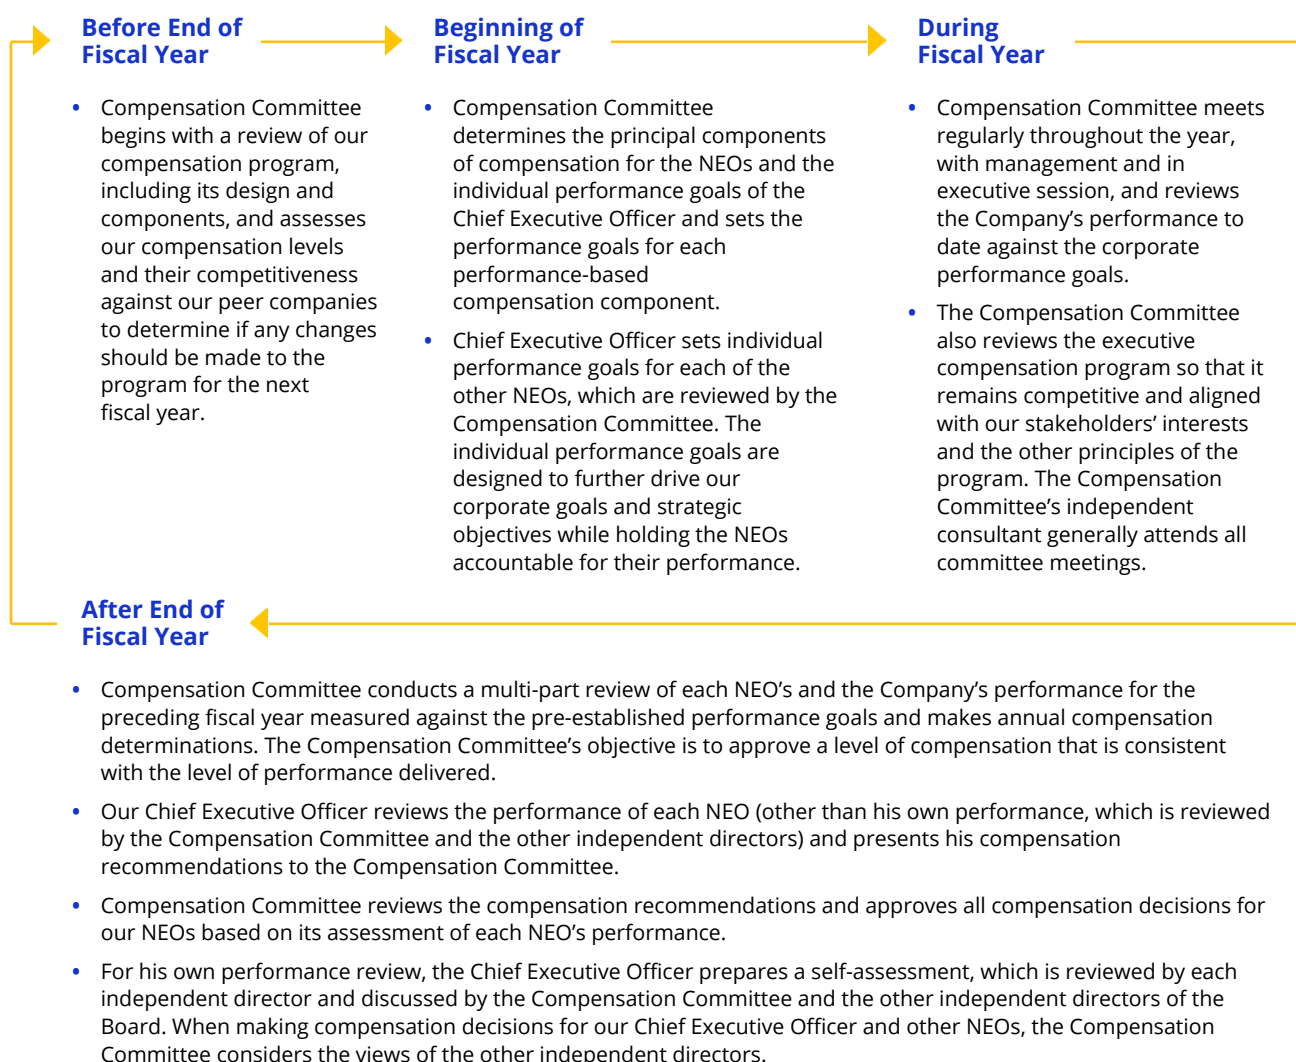 Before End of
Fiscal Year
• Compensation Committee
begins with a review of our
compensation program,
including its design and
components, and assesses
our compensation levels
and their competitiveness
against our peer companies
to determine if any changes
should be made to the
program for the next
fiscal year.
Beginning of
Fiscal Year
• Compensation Committee
determines the principal components
of compensation for the NEOs and the
individual performance goals of the
Chief Executive Officer and sets the
performance goals for each
performance-based
compensation component.
• Chief Executive Officer sets individual
performance goals for each of the
other NEOs, which are reviewed by the
Compensation Committee. The
individual performance goals are
designed to further drive our
corporate goals and strategic
objectives while holding the NEOs
accountable for their performance.
During
Fiscal Year
• Compensation Committee meets
regularly throughout the year,
with management and in
executive session, and reviews
the Company’s performance to
date against the corporate
performance goals.
• The Compensation Committee
also reviews the executive
compensation program so that it
remains competitive and aligned
with our stakeholders’ interests
and the other principles of the
program. The Compensation
Committee’s independent
consultant generally attends all
committee meetings.
After End of
Fiscal Year
• Compensation Committee conducts a multi-part review of each NEO’s and the Company’s performance for the
preceding fiscal year measured against the pre-established performance goals and makes annual compensation
determinations. The Compensation Committee’s objective is to approve a level of compensation that is consistent
with the level of performance delivered.
• Our Chief Executive Officer reviews the performance of each NEO (other than his own performance, which is reviewed
by the Compensation Committee and the other independent directors) and presents his compensation
recommendations to the Compensation Committee.
• Compensation Committee reviews the compensation recommendations and approves all compensation decisions for
our NEOs based on its assessment of each NEO’s performance.
• For his own performance review, the Chief Executive Officer prepares a self-assessment, which is reviewed by each
independent director and discussed by the Compensation Committee and the other independent directors of the
Board. When making compensation decisions for our Chief Executive Officer and other NEOs, the Compensation
Committee considers the views of the other independent directors.